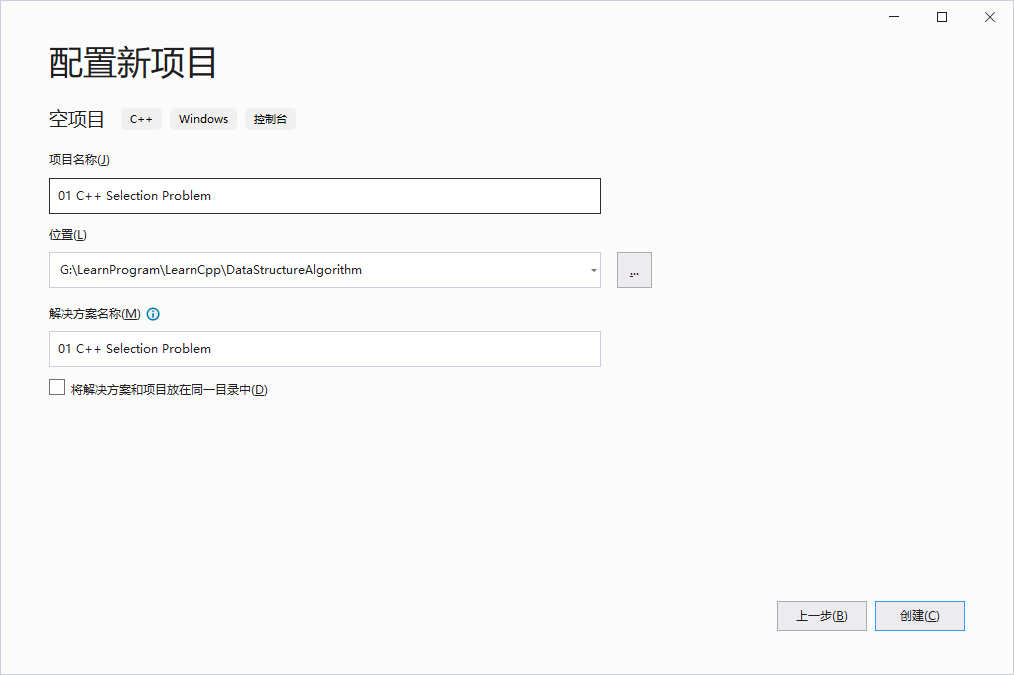 配置新项目
空项目 C++ Windows 控制台
项目名称(J)
01 C++ Selection Problem
位置(L)
G:\LearnProgram\LearnCpp\DataStructureAlgorithm ...
解决方案名称(M)
01 C++ Selection Problem
将解决方案和项目放在同一目录中(D)
上一步(B) 创建(C)